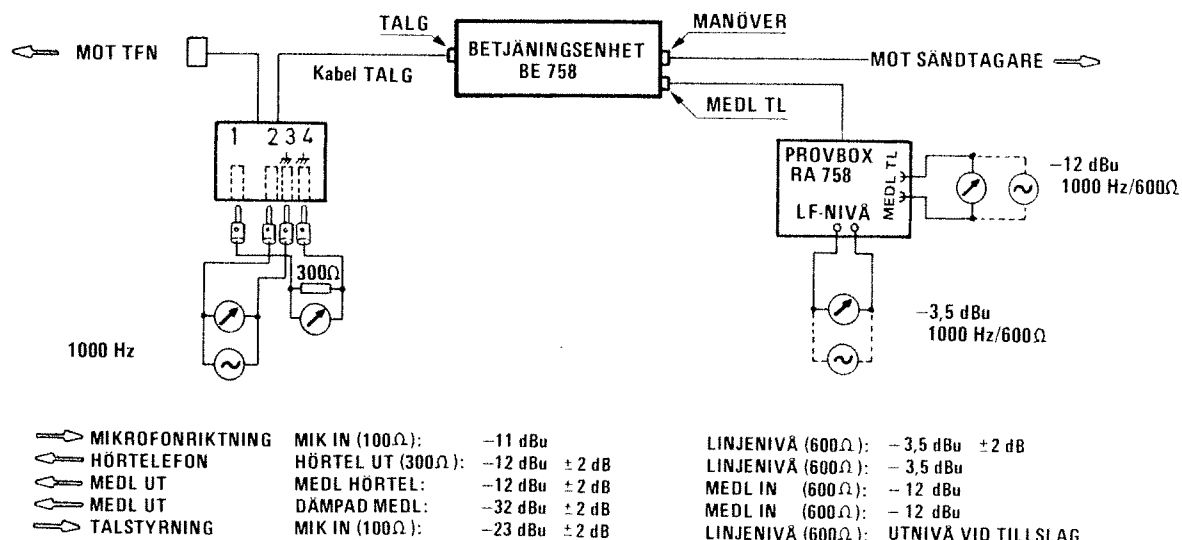 TALG
MANÖVER
MOT TFN
BETJÄNINGSENHET
BE 758
Kabel TALG
MOT SÄNDTAGARE
MEDL TL
1 2 3 4
PROVBOX
RA 758
MEDL TL
LF-NIVÅ
−12 dBu
1000 Hz/600Ω
300Ω
−3,5 dBu
1000 Hz/600Ω
1000 Hz
MIKROFONRIKTNING MIK IN (100Ω): −11 dBu LINJENIVÅ (600Ω): −3,5 dBu ±2 dB
HÖRTELEFON HÖRTEL UT (300Ω): −12 dBu ±2 dB LINJENIVÅ (600Ω): −3,5 dBu
MEDL UT MEDL HÖRTEL: −12 dBu ±2 dB MEDL IN (600Ω): −12 dBu
MEDL UT DÄMPAD MEDL: −32 dBu ±2 dB MEDL IN (600Ω): −12 dBu
TALSTYRNING MIK IN (100Ω): −23 dBu ±2 dB LINJENIVÅ (600Ω): UTNIVÅ VID TILLSLAG